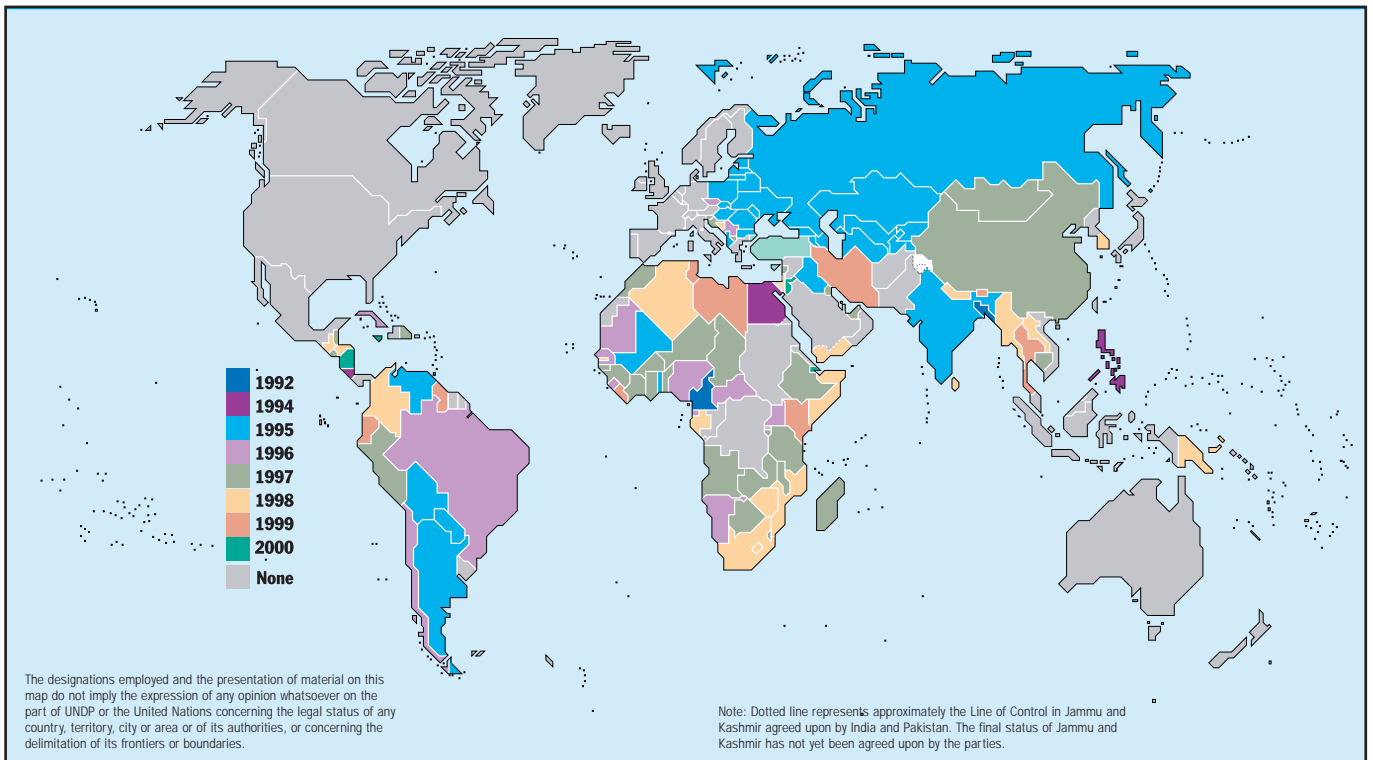 1992
1994
1995
1996
1997
1998
1999
2000
None
The designations employed and the presentation of material on this
map do not imply the expression of any opinion whatsoever on the
part of UNDP or the United Nations concerning the legal status of any
country, territory, city or area or of its authorities, or concerning the
delimitation of its frontiers or boundaries.
Note: Dotted line represents approximately the Line of Control in Jammu and
Kashmir agreed upon by India and Pakistan. The final status of Jammu and
Kashmir has not yet been agreed upon by the parties.